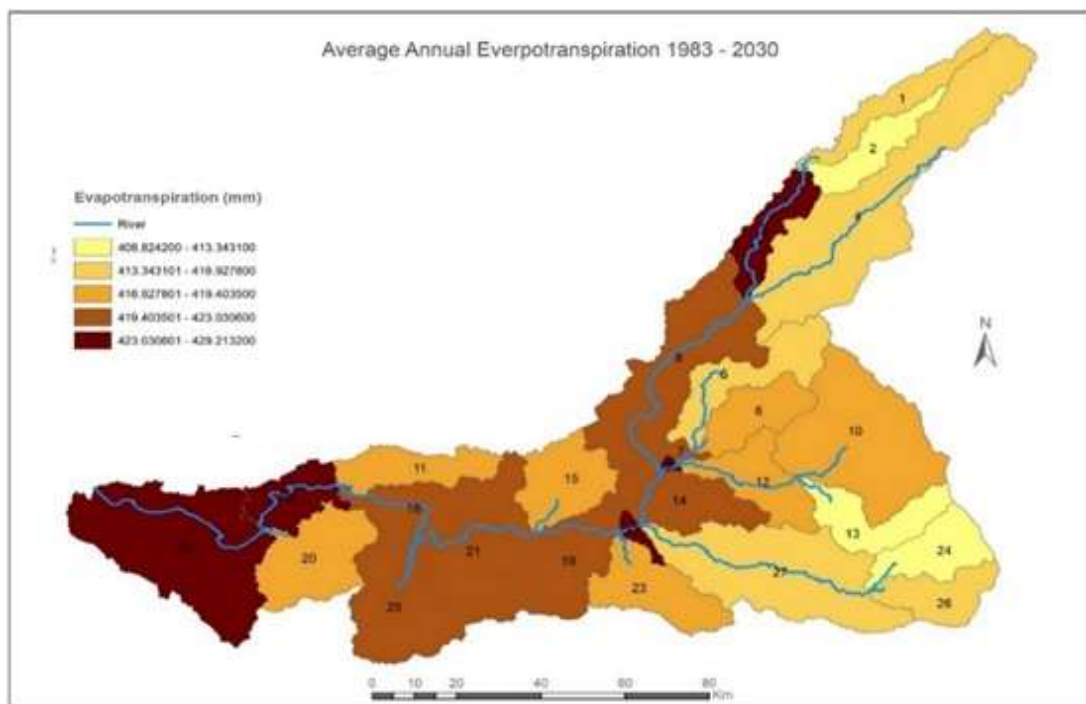 Average Annual Everpotranspiration 1983 - 2030
Evapotranspiration (mm)
River
408.824200 - 413.343100
413.343101 - 416.927800
416.927801 - 419.403500
419.403501 - 423.030600
423.030601 - 429.213200
N
1
2
6
10
11
15
12
14
13
18
24
20
21
19
27
23
25
26
0 10 20 40 60 80
Km